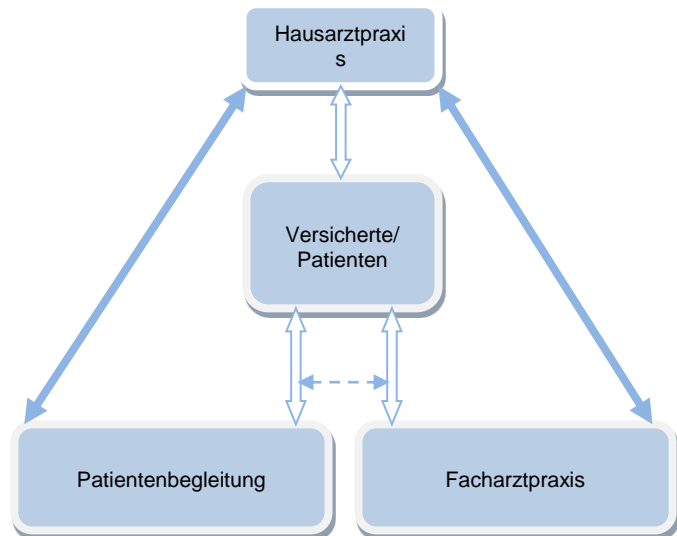 Hausarztpraxi
s
Versicherte/
Patienten
Patientenbegleitung
Facharztpraxis